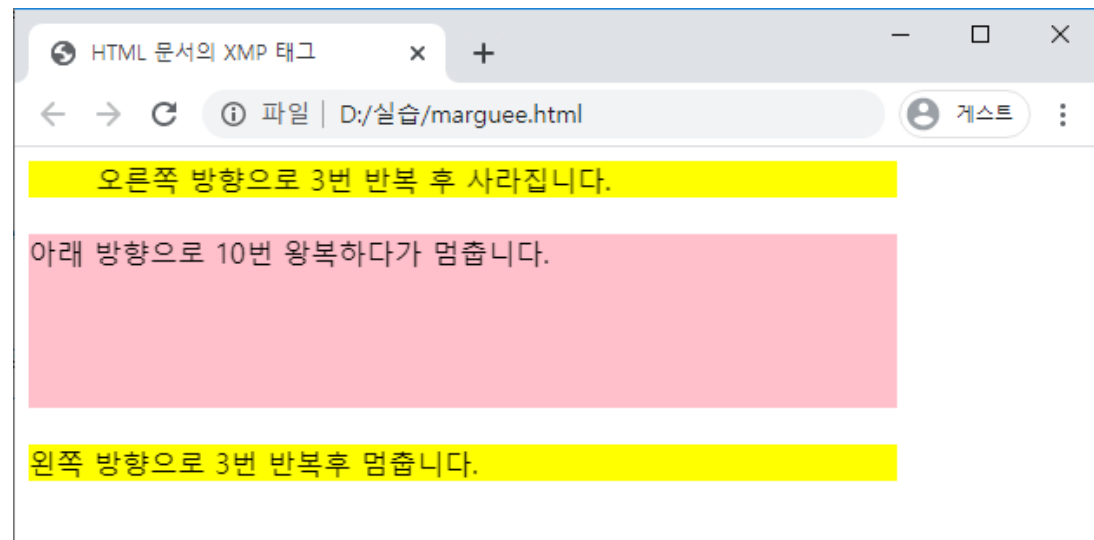 HTML 문서의 XMP 태그
파일 | D:/실습/marguee.html
게스트
오른쪽 방향으로 3번 반복 후 사라집니다.
아래 방향으로 10번 왕복하다가 멈춥니다.
왼쪽 방향으로 3번 반복후 멈춥니다.